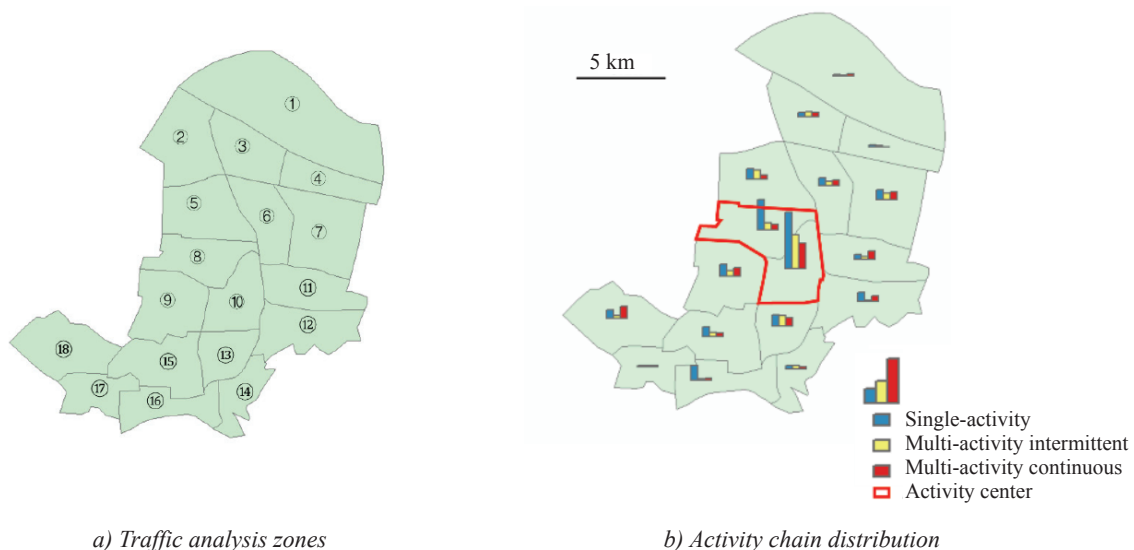 5 km
①
②
③
④
⑤
⑥
⑦
⑧
⑨
⑩
⑪
⑫
⑬
⑭
⑮
⑯
⑰
⑱
Single-activity
Multi-activity intermittent
Multi-activity continuous
Activity center
a) Traffic analysis zones
b) Activity chain distribution